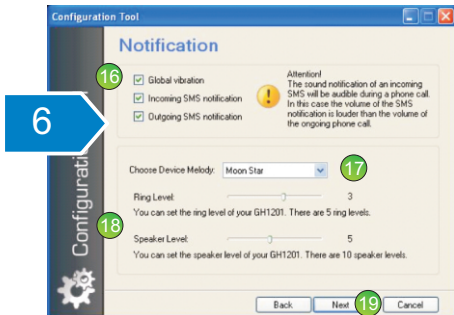 Configuration Tool
Notification
16
Global vibration
Incoming SMS notification
Outgoing SMS notification
Attention!
The sound notification of an incoming
SMS will be audible during a phone call.
In this case the volume of the SMS
notification is louder than the volume of
the ongoing phone call.
6
Configurati
Choose Device Melody:
Moon Star
17
Ring Level:
3
You can set the ring level of your GH1201. There are 5 ring levels.
18
Speaker Level:
5
You can set the speaker level of your GH1201. There are 10 speaker levels.
Back
Next
19
Cancel